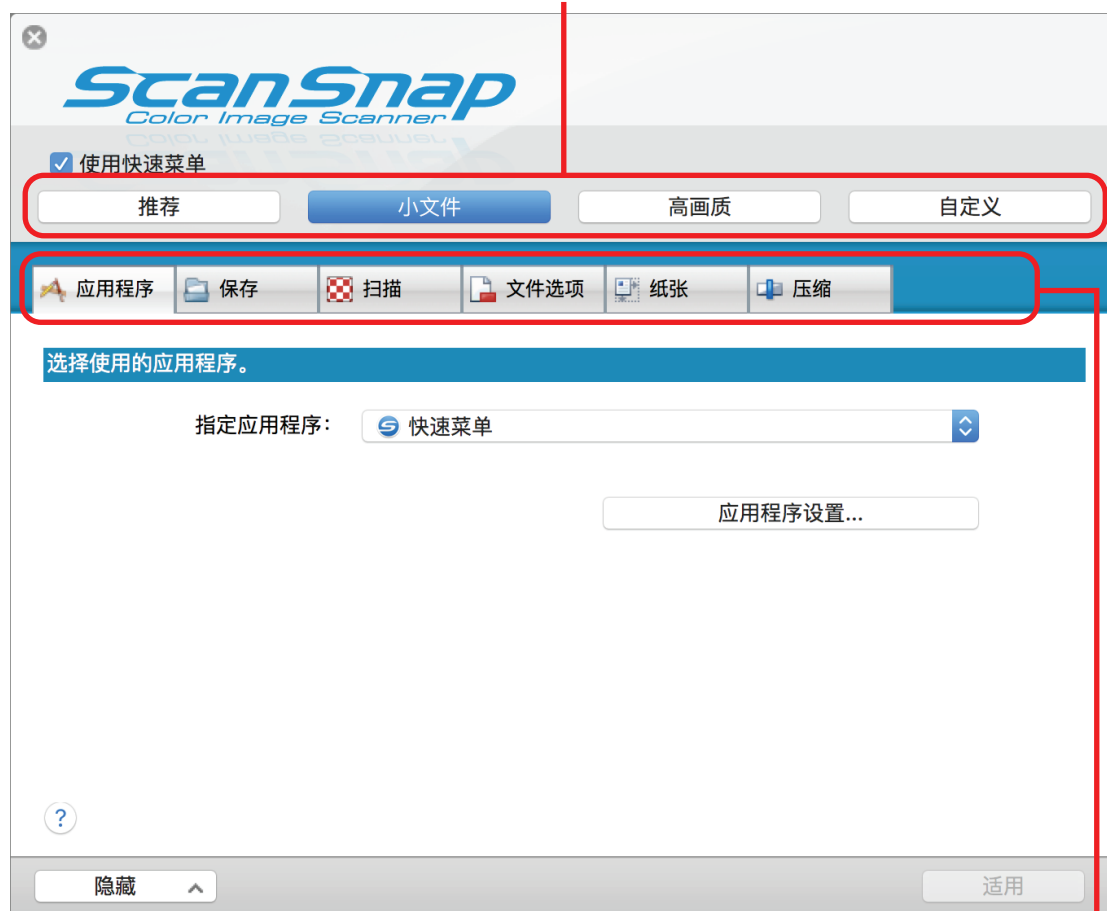 ScanSnap
Color Image Scanner
使用快速菜单
推荐 小文件 高画质 自定义
应用程序 保存 扫描 文件选项 纸张 压缩
选择使用的应用程序。
指定应用程序： 快速菜单
应用程序设置...
?
隐藏 适用